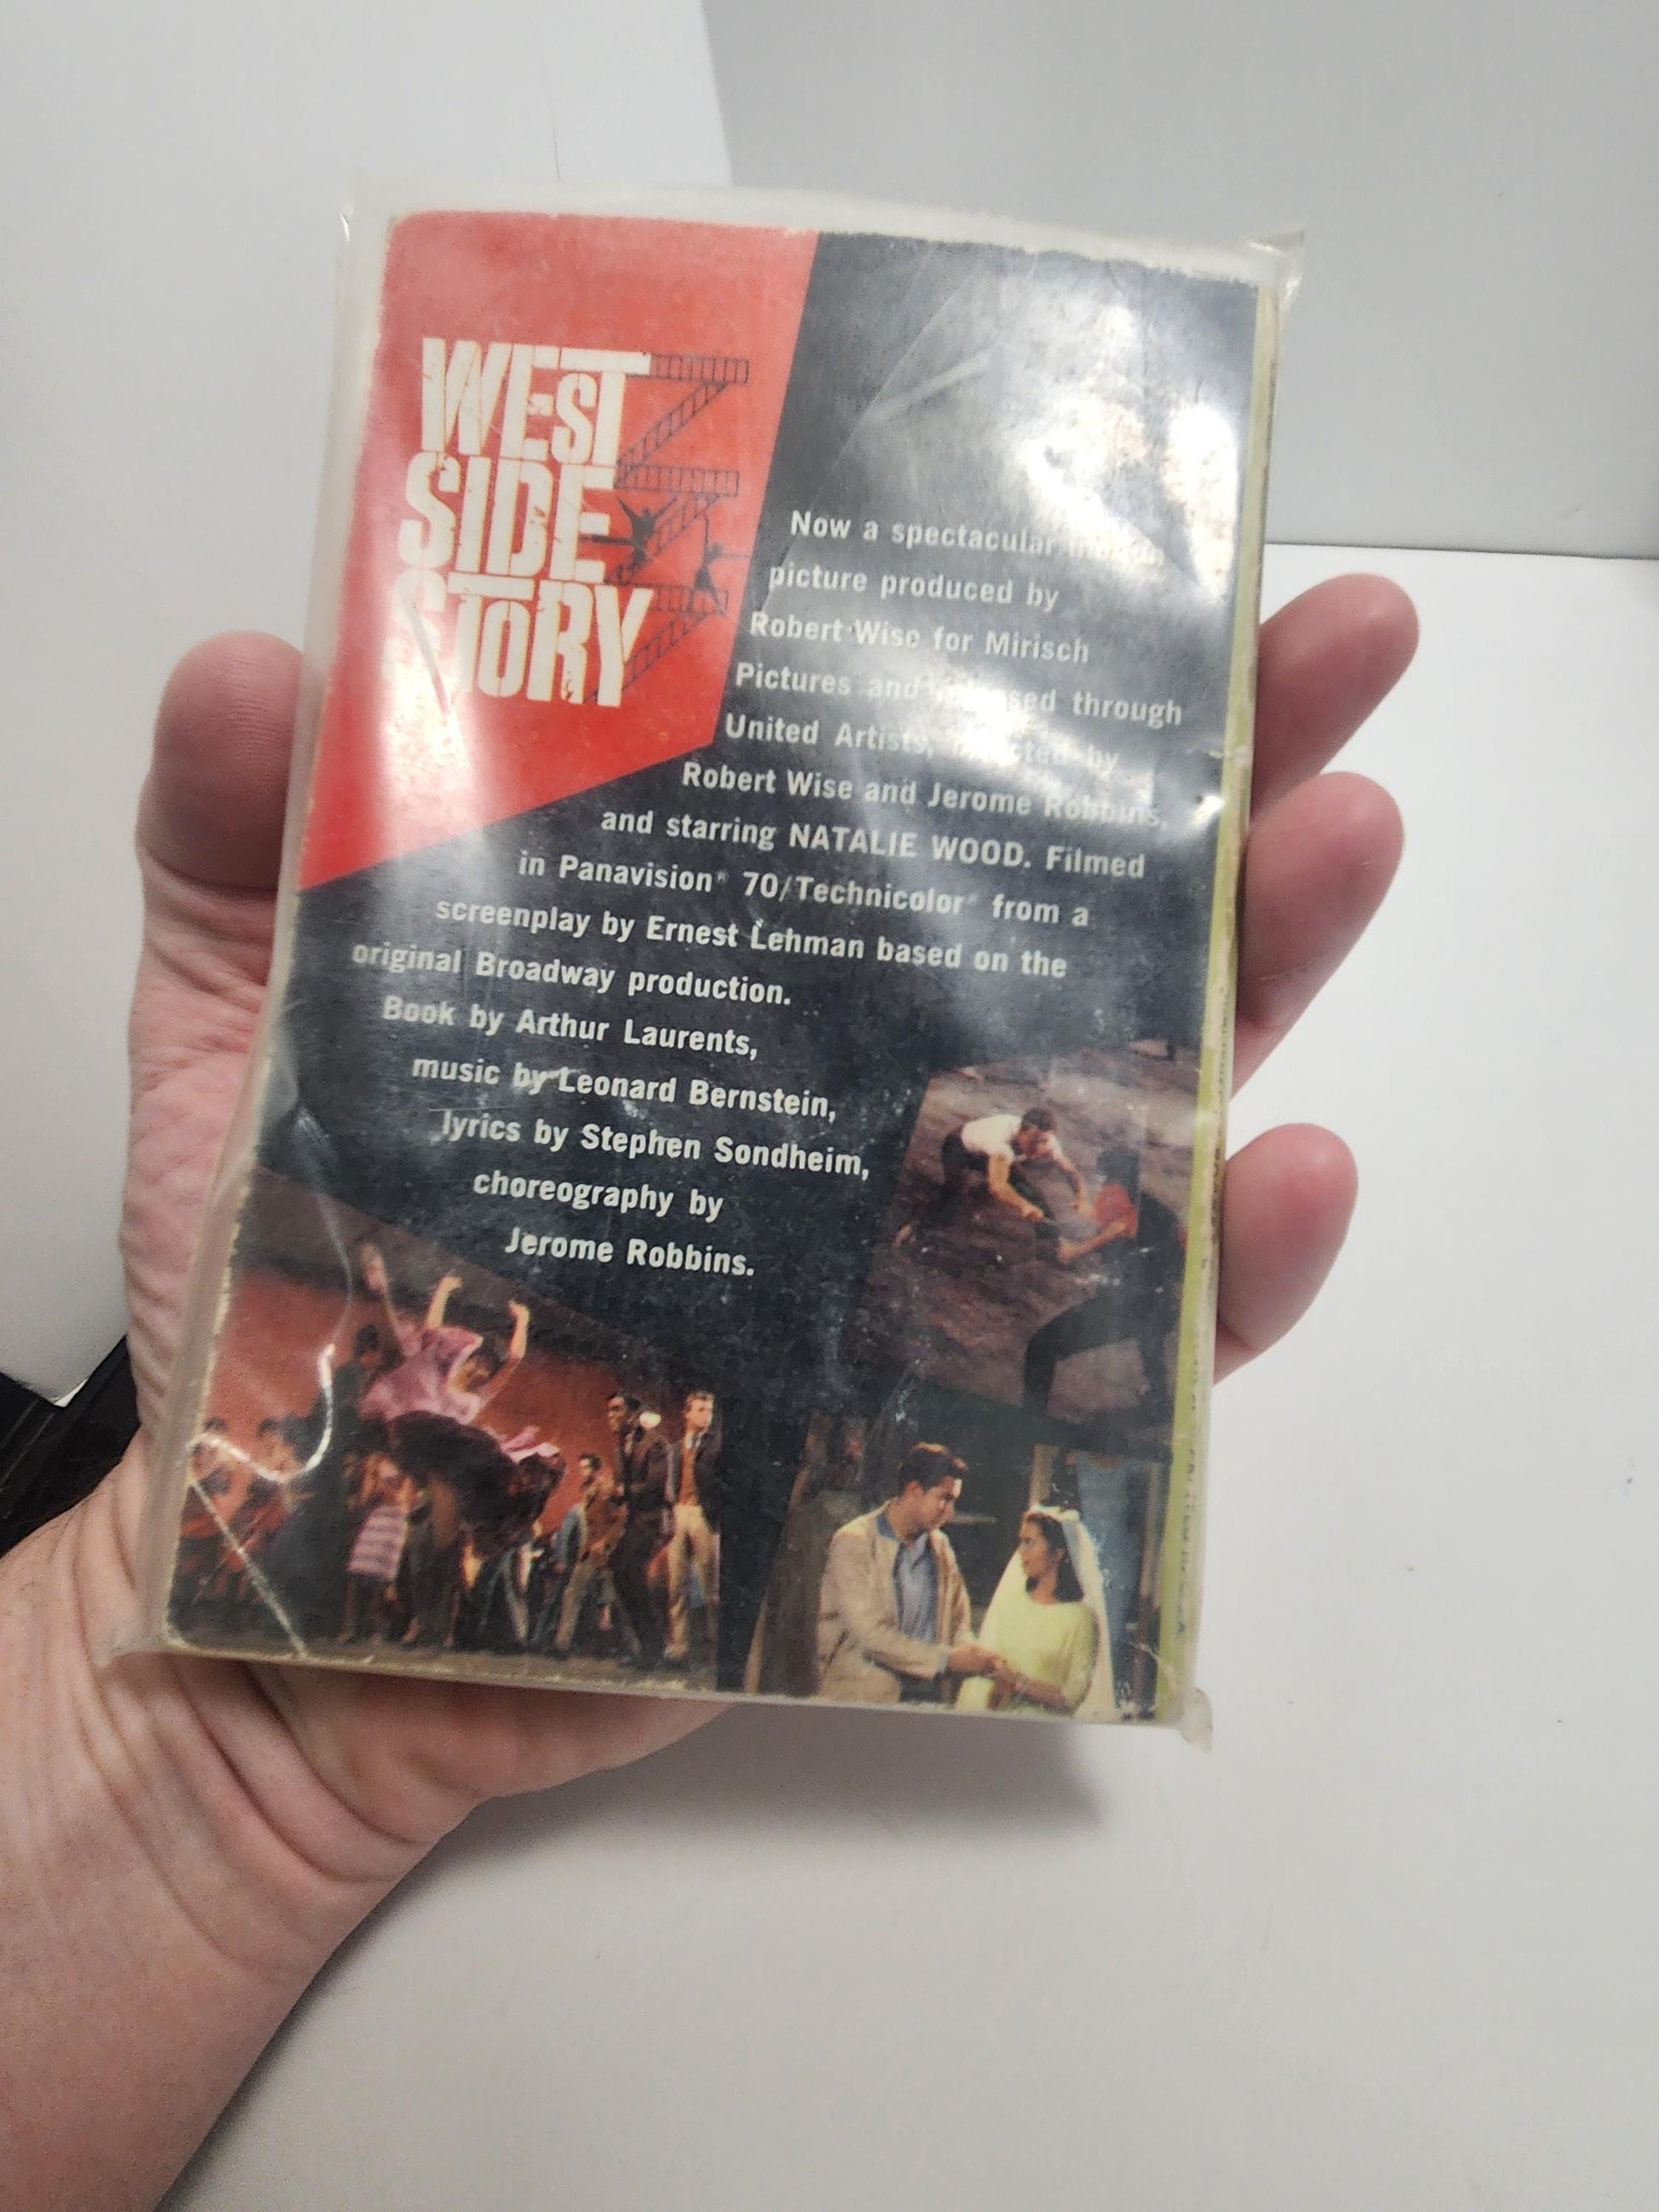 WEST
SIDE
STORY
Now a spectacular
picture produced by
Robert Wise for Mirisch
Pictures and through
United Artists, by
Robert Wise and Jerome Robbins,
and starring NATALIE WOOD. Filmed
in Panavision® 70/Technicolor® from a
screenplay by Ernest Lehman based on the
original Broadway production.
Book by Arthur Laurents,
music by Leonard Bernstein,
lyrics by Stephen Sondheim,
choreography by
Jerome Robbins.